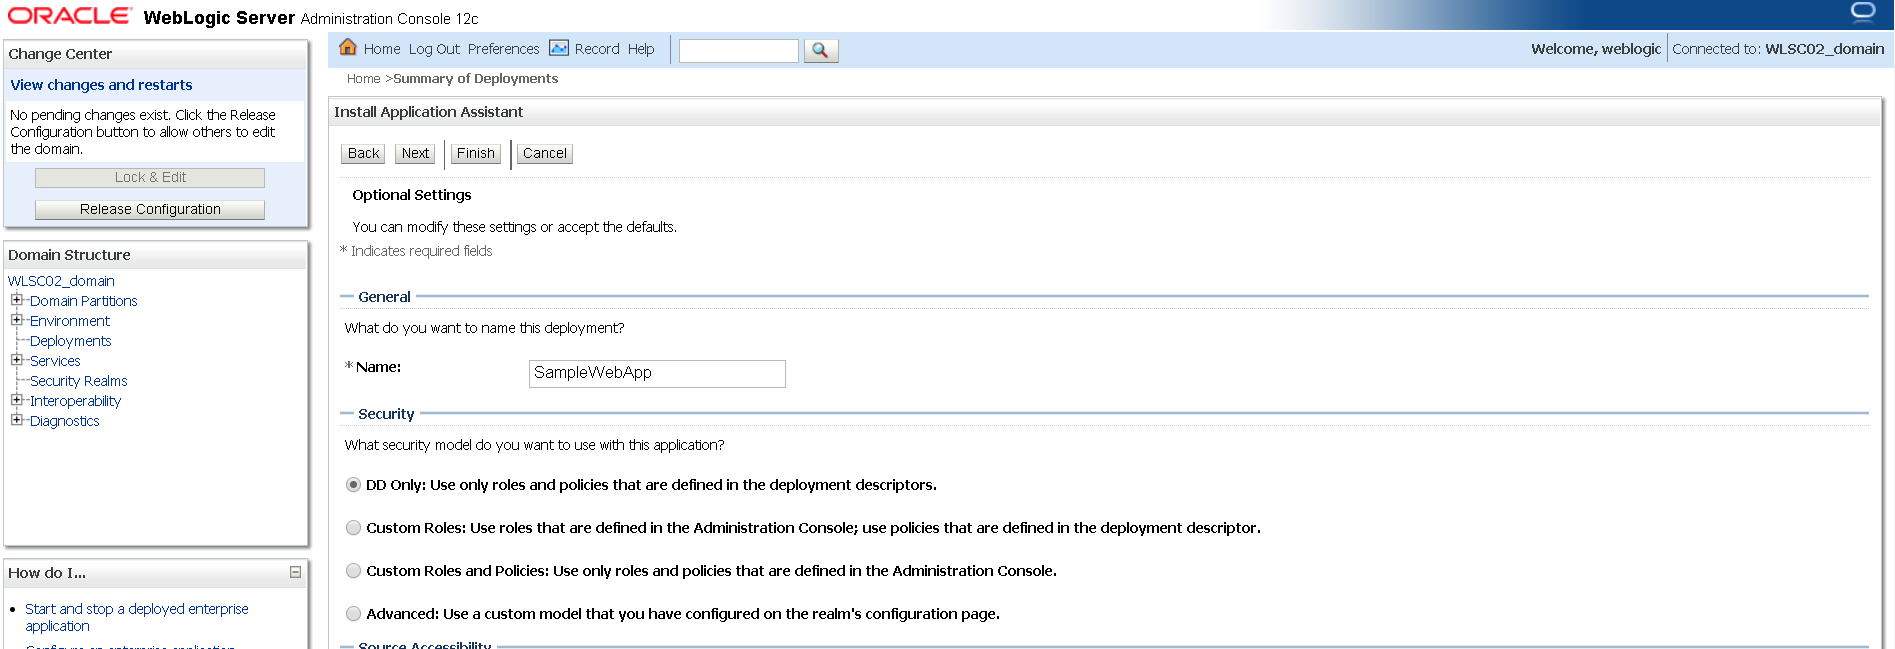 ORACLE WebLogic Server Administration Console 12c
Change Center
View changes and restarts
No pending changes exist. Click the Release
Configuration button to allow others to edit
the domain.
Lock & Edit
Release Configuration
Domain Structure
WLSC02_domain
Domain Partitions
Environment
Deployments
Services
Security Realms
Interoperability
Diagnostics
How do I...
Start and stop a deployed enterprise
application
Configure an enterprise application
Home Log Out Preferences Record Help
Welcome, weblogic Connected to: WLSC02_domain
Home >Summary of Deployments
Install Application Assistant
Back Next Finish Cancel
Optional Settings
You can modify these settings or accept the defaults.
* Indicates required fields
General
What do you want to name this deployment?
* Name: SampleWebApp
Security
What security model do you want to use with this application?
DD Only: Use only roles and policies that are defined in the deployment descriptors.
Custom Roles: Use roles that are defined in the Administration Console; use policies that are defined in the deployment descriptor.
Custom Roles and Policies: Use only roles and policies that are defined in the Administration Console.
Advanced: Use a custom model that you have configured on the realm's configuration page.
Source Accessibility